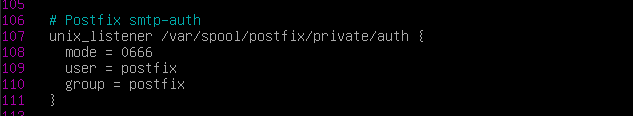 105
106 # Postfix smtp-auth
107 unix_listener /var/spool/postfix/private/auth {
108 mode = 0666
109 user = postfix
110 group = postfix
111 }
112